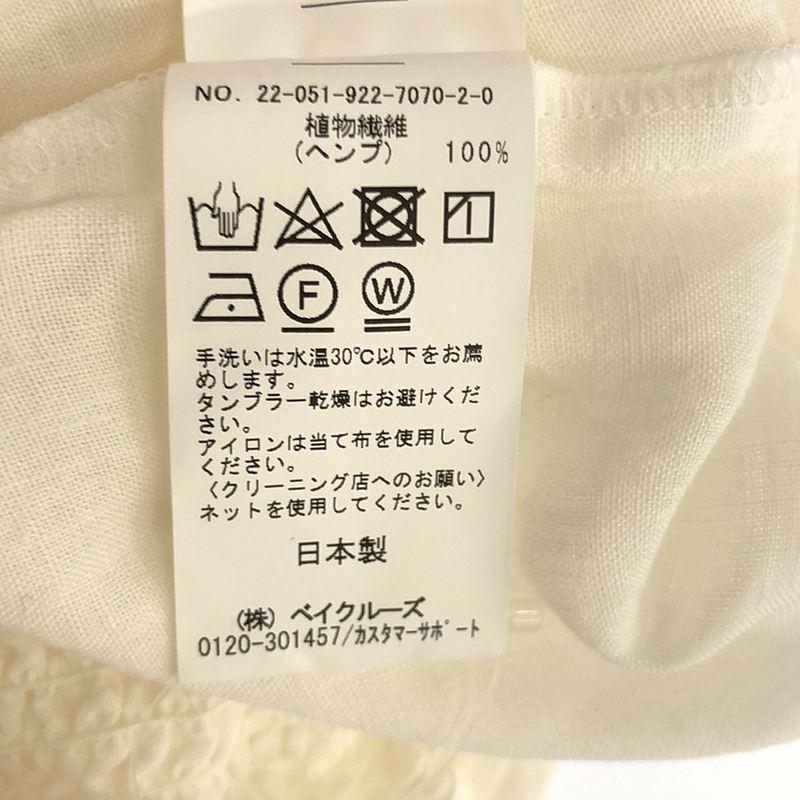 NO. 22-051-922-7070-2-0
植物繊維
(ヘンプ) 100%
F W
手洗いは水温30℃以下をお薦
めします。
タンブラー乾燥はお避けくだ
さい。
アイロンは当て布を使用して
ください。
〈クリーニング店へのお願い〉
ネットを使用してください。
日本製
(株) ベイクルーズ
0120-301457/カスタマーサポート